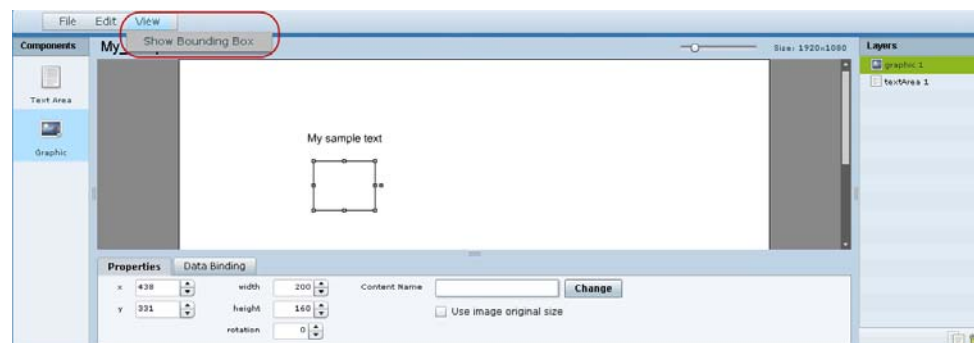 File Edit View
Show Bounding Box
Components
My_
Size: 1920x1080
Layers
graphic 1
textArea 1
Text Area
Graphic
My sample text
Properties Data Binding
x 438 width 200 Content Name Change
y 331 height 160 Use image original size
rotation 0